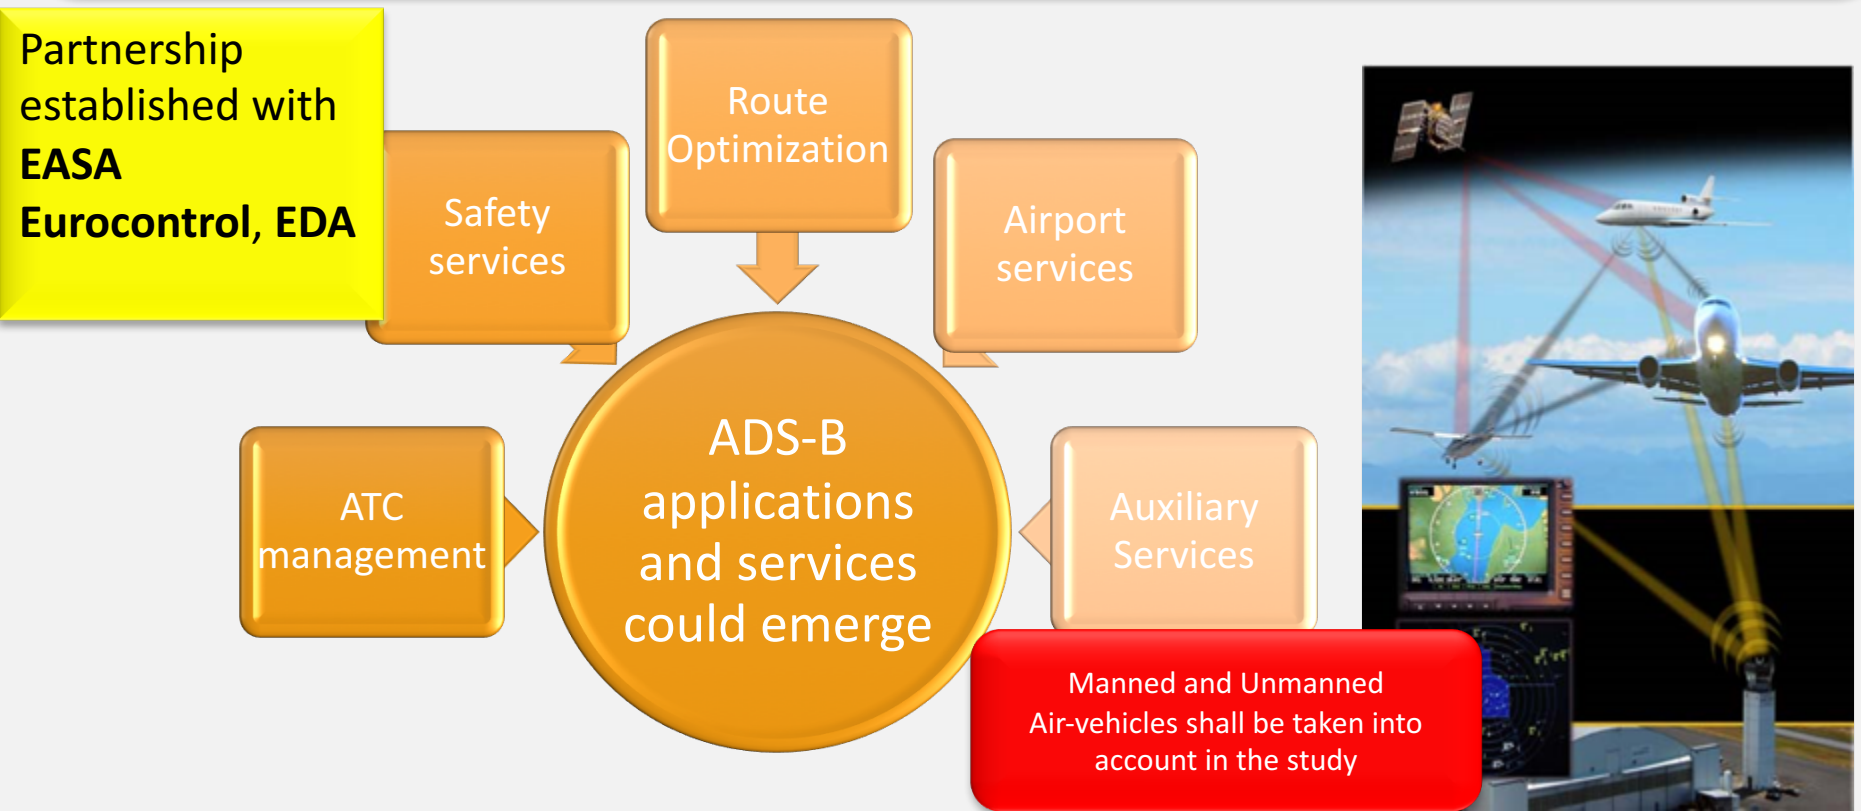 Partnership
established with
EASA
Eurocontrol, EDA
Safety
services
Route
Optimization
Airport
services
ATC
management
ADS-B
applications
and services
could emerge
Auxiliary
Services
Manned and Unmanned
Air-vehicles shall be taken into
account in the study